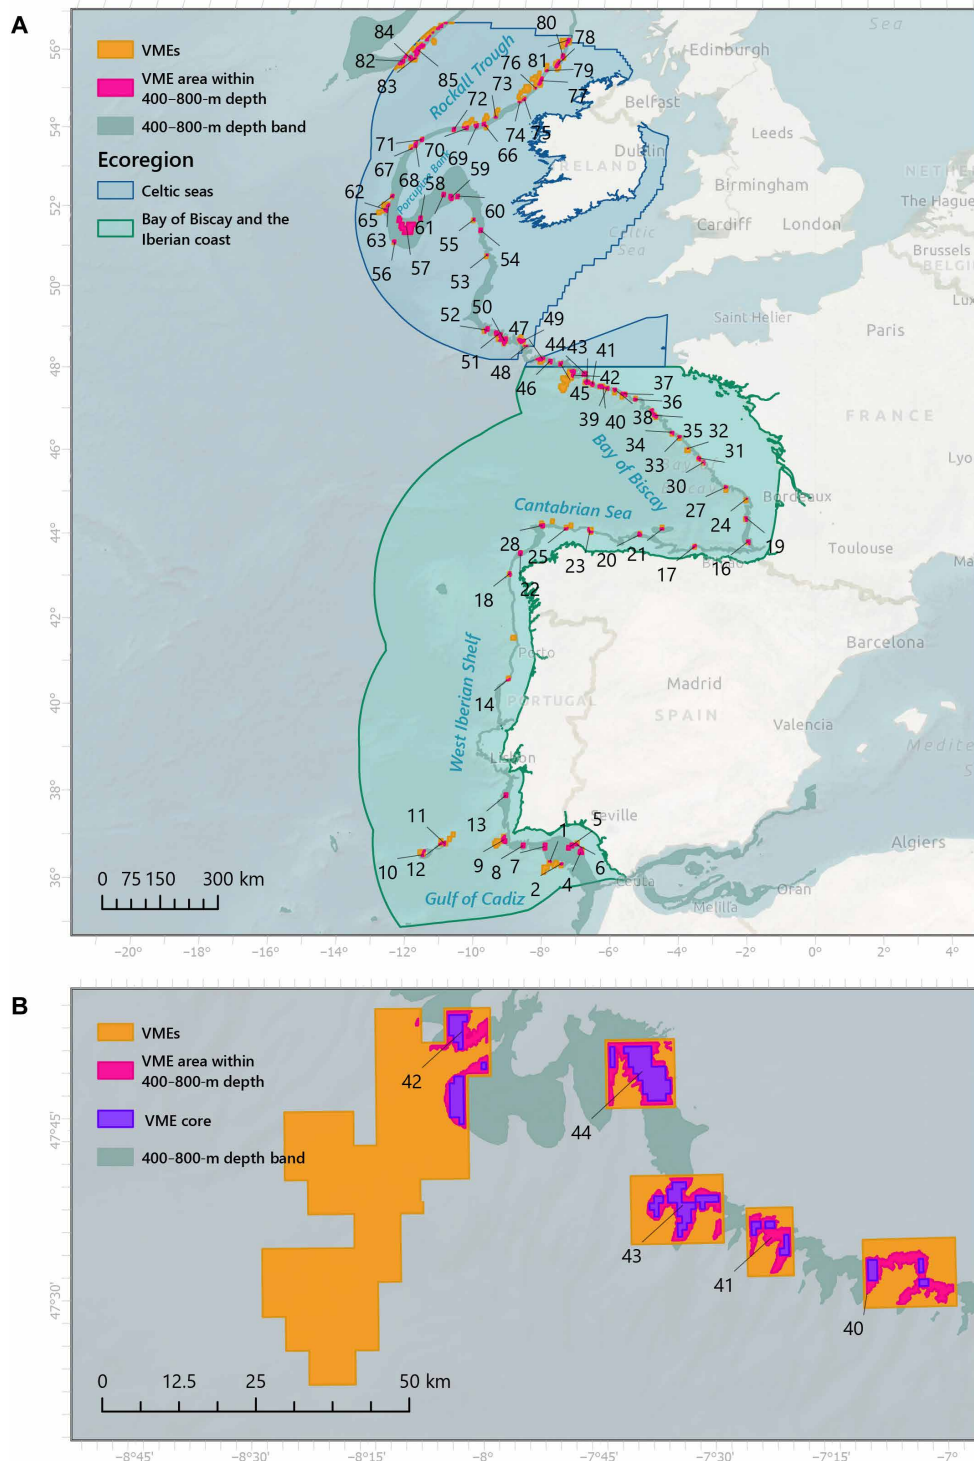 A
VMEs
VME area within
400–800-m depth
400–800-m depth band
Ecoregion
Celtic seas
Bay of Biscay and the
Iberian coast
56°
54°
52°
50°
48°
46°
44°
42°
40°
38°
36°
Sea
Edinburgh
Belfast
Leeds
Dublin
IRELAND
NETHE
Birmingham
The Hague
Cardiff
London
Celtic
Sea
Brussels
BELGI
Lux
Saint Helier
Paris
FRANCE
Lyo
Bay of
Bordeaux
Toulouse
Ma
Barcelona
Porto
Madrid
SPAIN
PORTUGAL
Valencia
Lisbon
Medite
S
Seville
Algiers
Ceuta
Oran
Melilla
Rockall Trough
Porcupine Bank
Bay of Biscay
Cantabrian Sea
West Iberian Shelf
Gulf of Cadiz
84
82
83
85
80
78
76
81
79
73
77
72
74
75
71
70
69
66
67
68
58
59
62
65
61
60
63
55
56
57
54
53
50
52
51
47
49
48
44
43
41
46
45
42
37
39
40
38
36
34
35
32
33
31
30
27
24
19
16
17
21
20
23
25
28
22
18
14
13
11
10
12
9
8
7
1
5
2
4
6
0 75 150 300 km
−20° −18° −16° −14° −12° −10° −8° −6° −4° −2° 0° 2° 4°
B
VMEs
VME area within
400–800-m depth
VME core
400–800-m depth band
42
44
43
41
40
47°45'
47°30'
0 12.5 25 50 km
−8°45' −8°30' −8°15' −8° −7°45' −7°30' −7°15' −7°